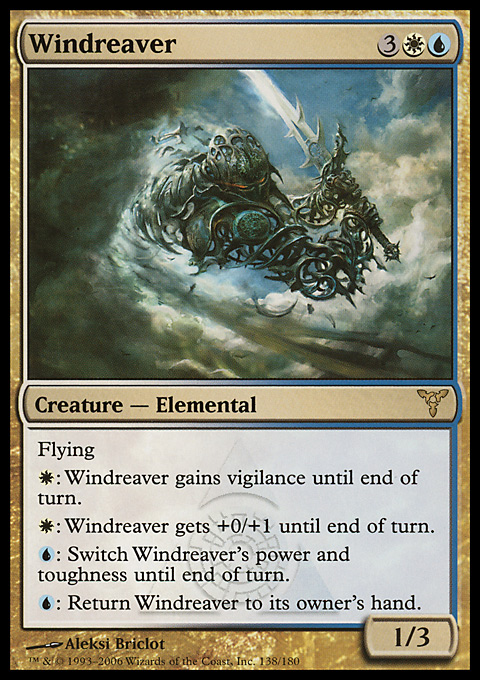 Windreaver 3
Creature — Elemental
Flying
: Windreaver gains vigilance until end of
turn.
: Windreaver gets +0/+1 until end of turn.
: Switch Windreaver's power and
toughness until end of turn.
: Return Windreaver to its owner's hand.
Aleksi Briclot
1/3
™ & © 1993–2006 Wizards of the Coast, Inc. 138/180